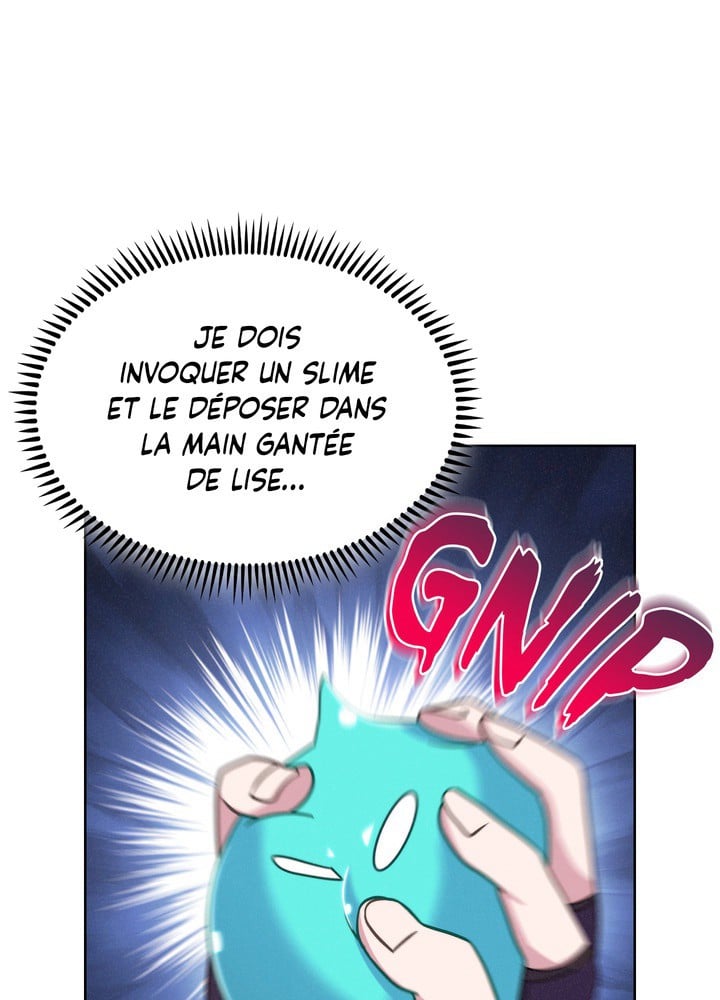 JE DOIS
INVOQUER UN SLIME
ET LE DÉPOSER DANS
LA MAIN GANTÉE
DE LISE...
GNIP